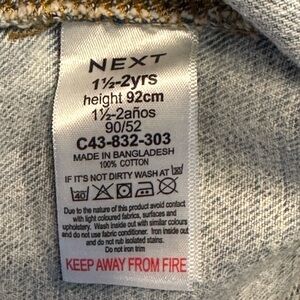 NEXT
1½-2yrs
height 92cm
1½-2años
90/52
C43-832-303
MADE IN BANGLADESH
100% COTTON
IF IT'S NOT DIRTY WASH AT 30
40
Due to the nature of this product avoid contact
with light coloured fabrics, surfaces and
upholstery. Wash inside out with similar colours
and do not use fabric conditioner. Iron inside out
and do not rub isolated stains.
Do not iron trim
KEEP AWAY FROM FIRE